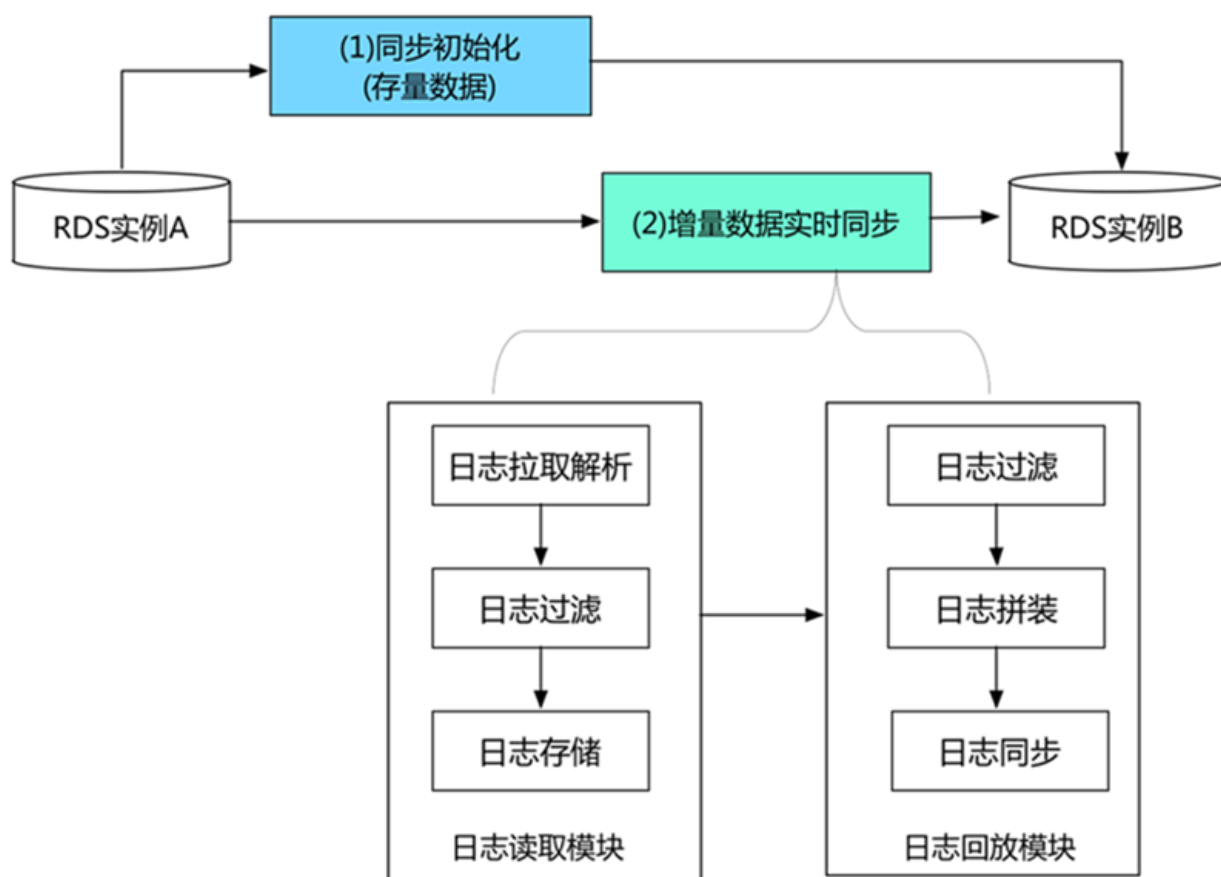 (1)同步初始化
(存量数据)
RDS实例A
(2)增量数据实时同步
RDS实例B
日志拉取解析
日志过滤
日志存储
日志读取模块
日志过滤
日志拼装
日志同步
日志回放模块